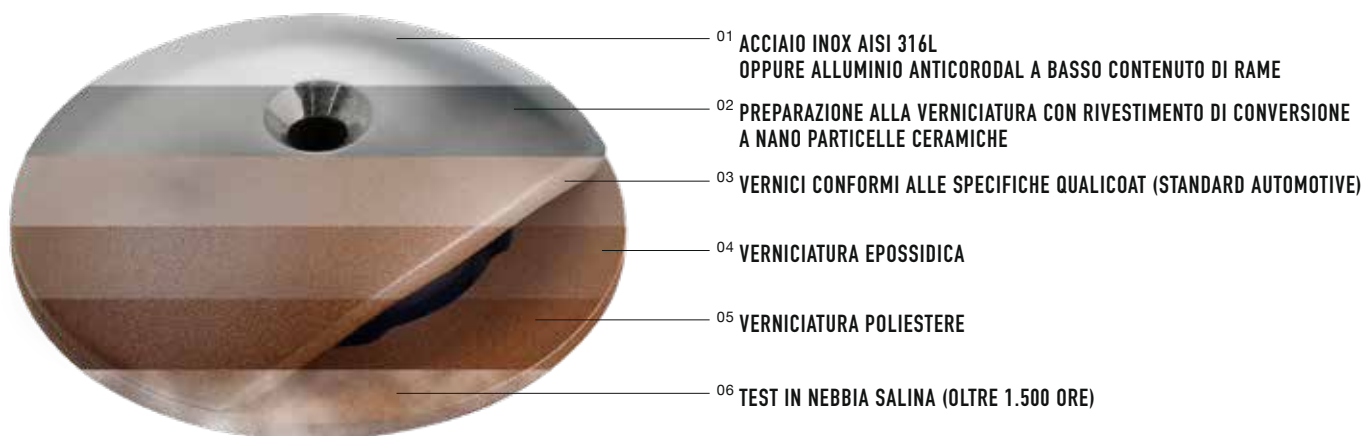 01 ACCIAIO INOX AISI 316L
OPPURE ALLUMINIO ANTICORODAL A BASSO CONTENUTO DI RAME
02 PREPARAZIONE ALLA VERNICIATURA CON RIVESTIMENTO DI CONVERSIONE
A NANO PARTICELLE CERAMICHE
03 VERNICI CONFORMI ALLE SPECIFICHE QUALICOAT (STANDARD AUTOMOTIVE)
04 VERNICIATURA EPOSSIDICA
05 VERNICIATURA POLIESTERE
06 TEST IN NEBBIA SALINA (OLTRE 1.500 ORE)